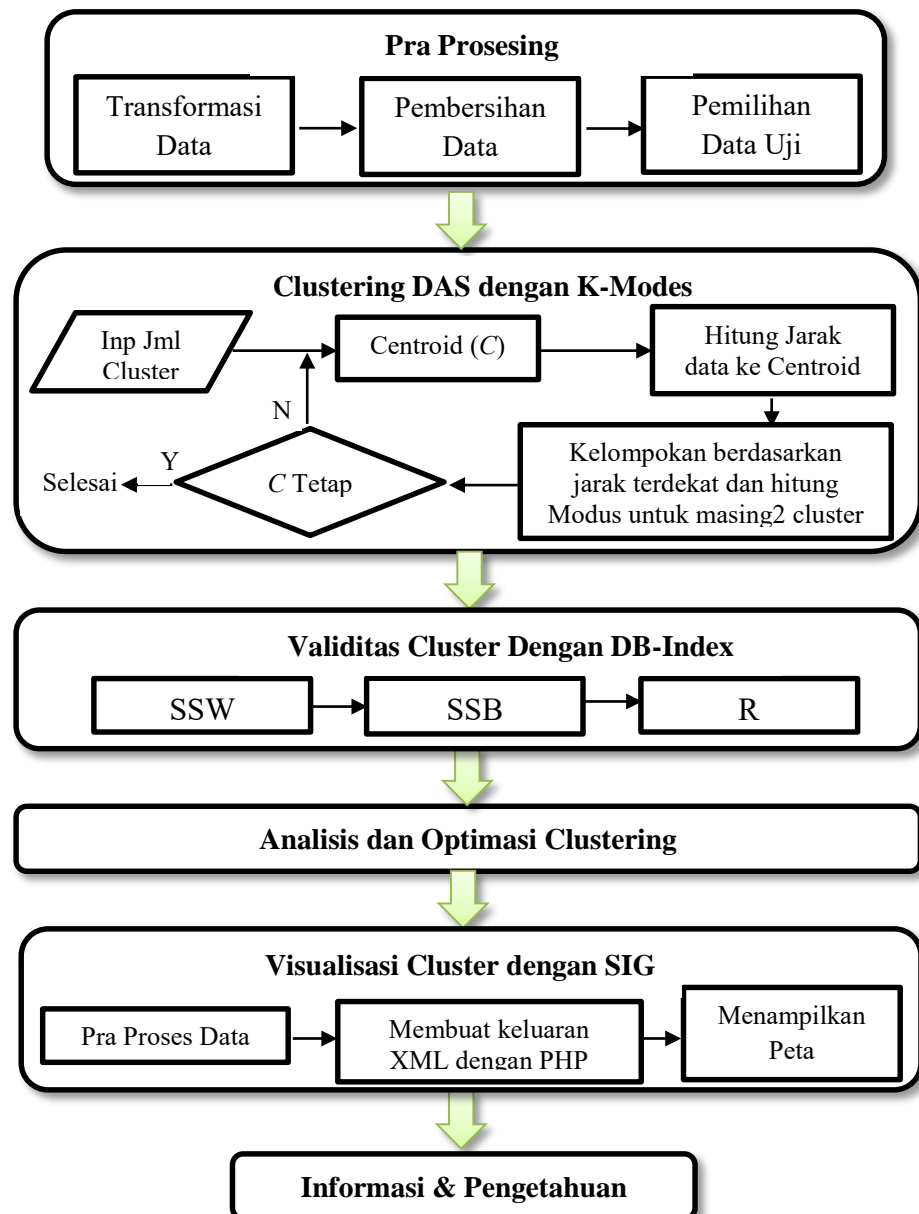 Pra Prosesing
Transformasi
Data
Pembersihan
Data
Pemilihan
Data Uji
Clustering DAS dengan K-Modes
Inp Jml
Cluster
Centroid (C)
Hitung Jarak
data ke Centroid
N
Kelompokan berdasarkan
jarak terdekat dan hitung
Modus untuk masing2 cluster
C Tetap
Y
Selesai
Validitas Cluster Dengan DB-Index
SSW
SSB
R
Analisis dan Optimasi Clustering
Visualisasi Cluster dengan SIG
Pra Proses Data
Membuat keluaran
XML dengan PHP
Menampilkan
Peta
Informasi & Pengetahuan